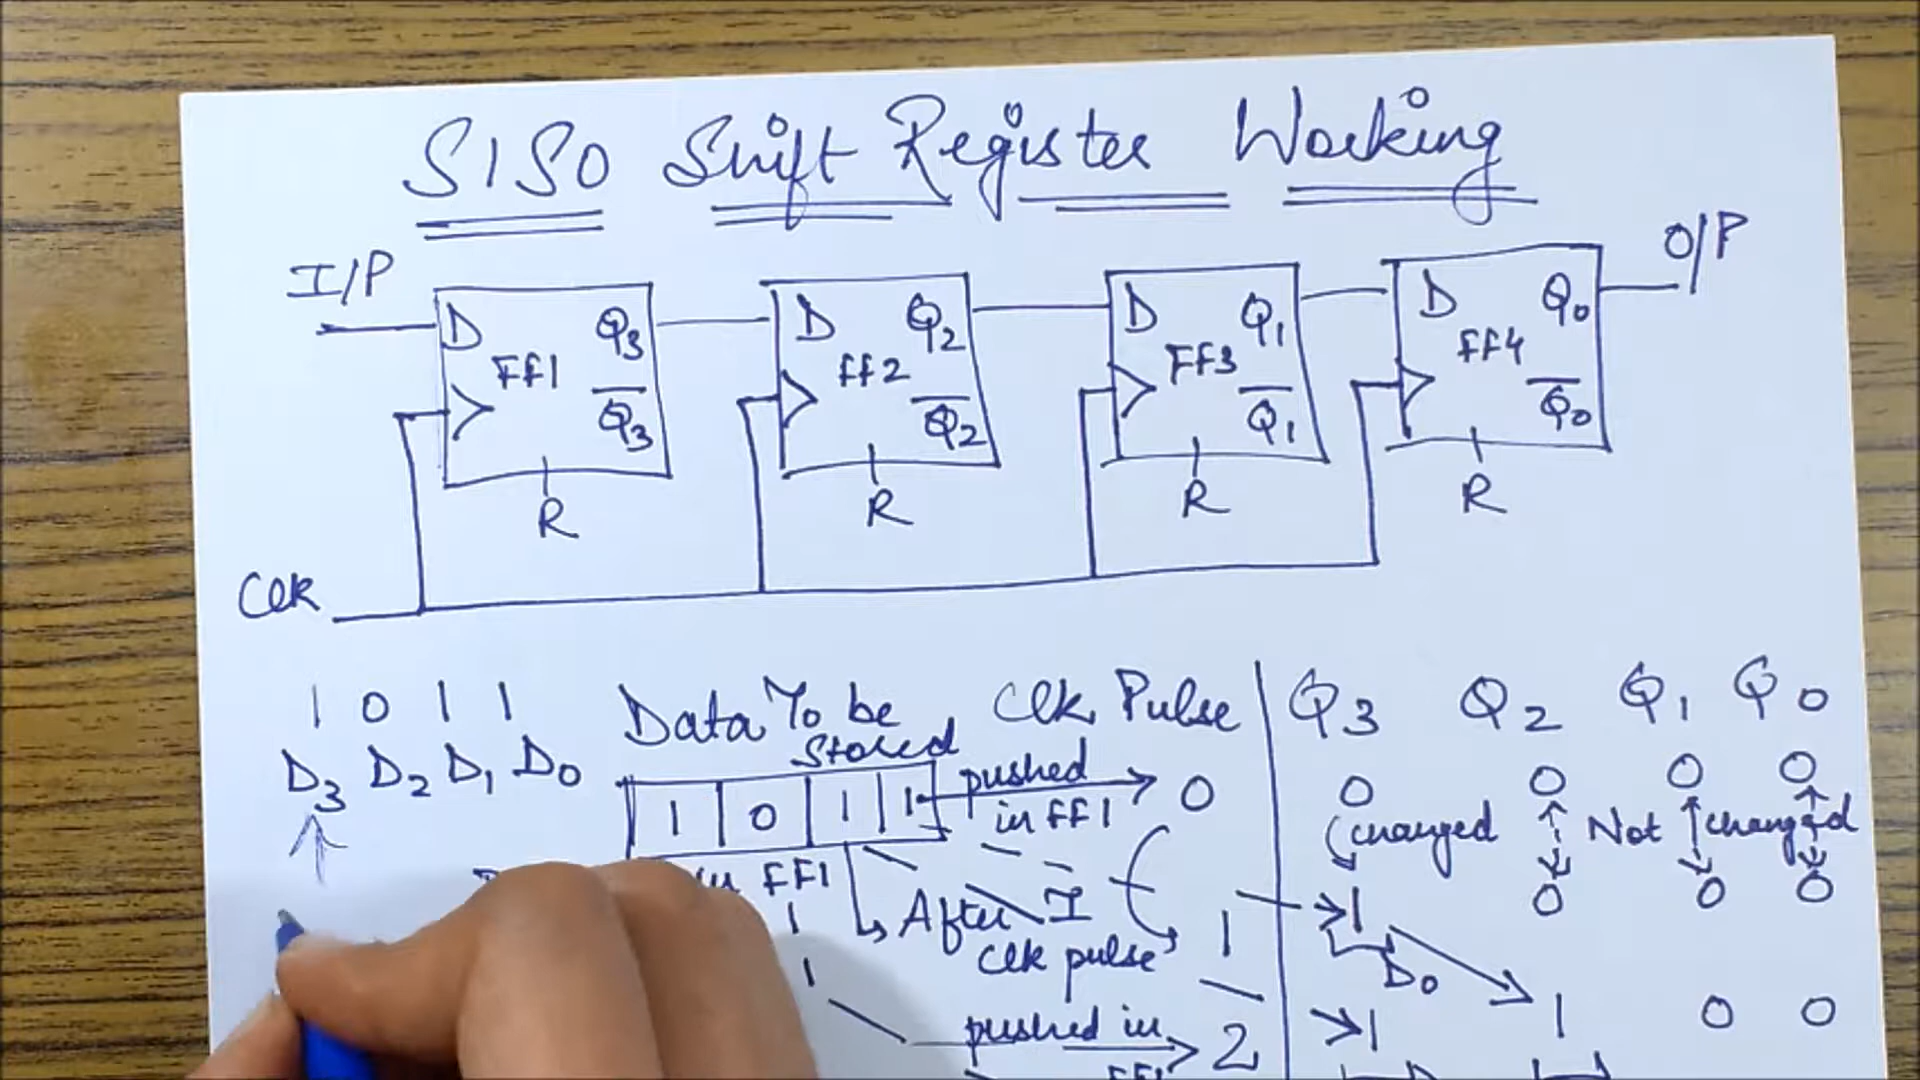 SISO Shift Register Working
I/P
O/P
D Q3 D Q2 D Q1 D Q0
FF1 FF2 FF3 FF4
Q3 Q2 Q1 Q0
R R R R
Clk
1 0 1 1 Data To be Stored Clk Pulse Q3 Q2 Q1 Q0
D3 D2 D1 D0
1 0 1 1 pushed in FF1 0 0 0 0 0
changed Not changed
FF1
1 After I Clk pulse 1 1 0 0 0
D0
1 pushed in FF1 2 1 1 0 0